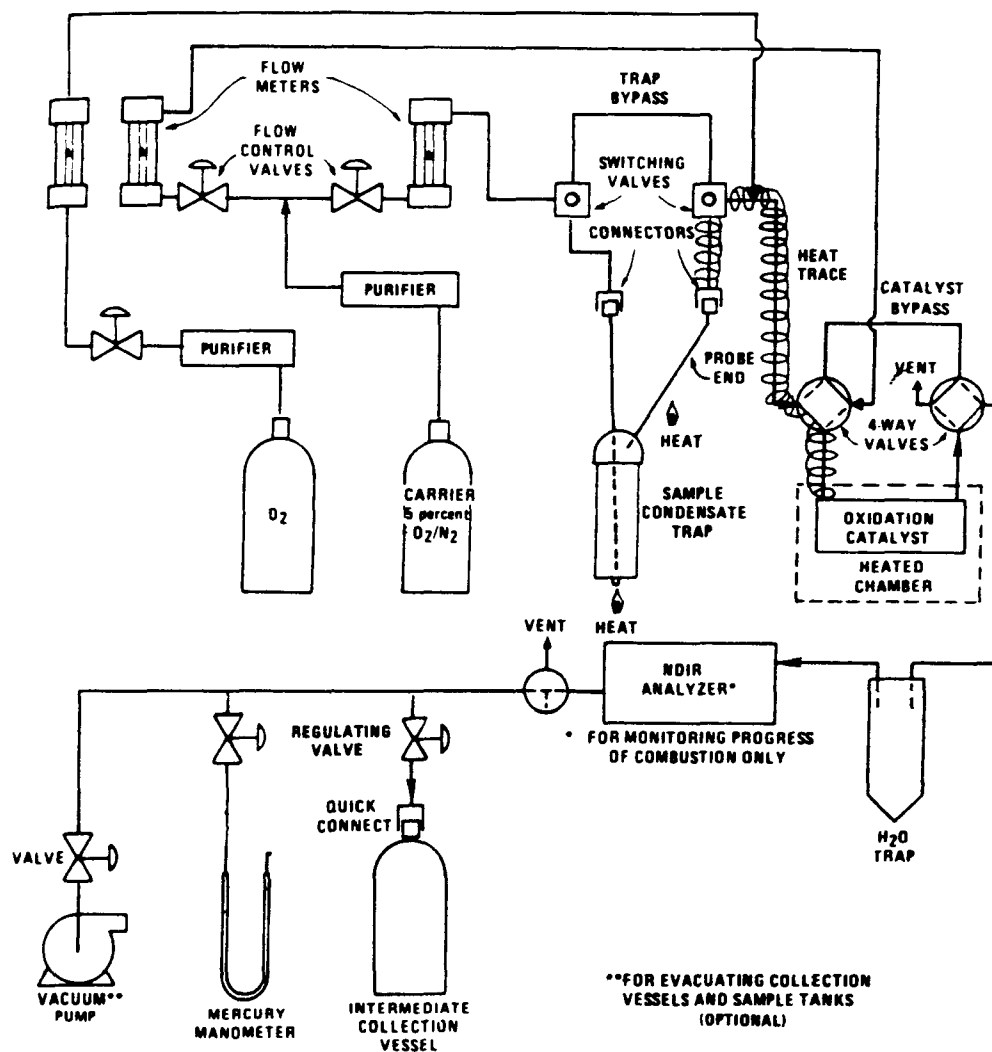 FLOW
METERS
FLOW
CONTROL
VALVES
TRAP
BYPASS
SWITCHING
VALVES
CONNECTORS
HEAT
TRACE
CATALYST
BYPASS
PURIFIER
PURIFIER
PROBE
END
VENT
4-WAY
VALVES
HEAT
O2
CARRIER
5 percent
O2/N2
SAMPLE
CONDENSATE
TRAP
OXIDATION
CATALYST
HEATED
CHAMBER
HEAT
VENT
NDIR
ANALYZER*
* FOR MONITORING PROGRESS
OF COMBUSTION ONLY
REGULATING
VALVE
QUICK
CONNECT
VALVE
H2O
TRAP
VACUUM**
PUMP
MERCURY
MANOMETER
INTERMEDIATE
COLLECTION
VESSEL
**FOR EVACUATING COLLECTION
VESSELS AND SAMPLE TANKS
(OPTIONAL)